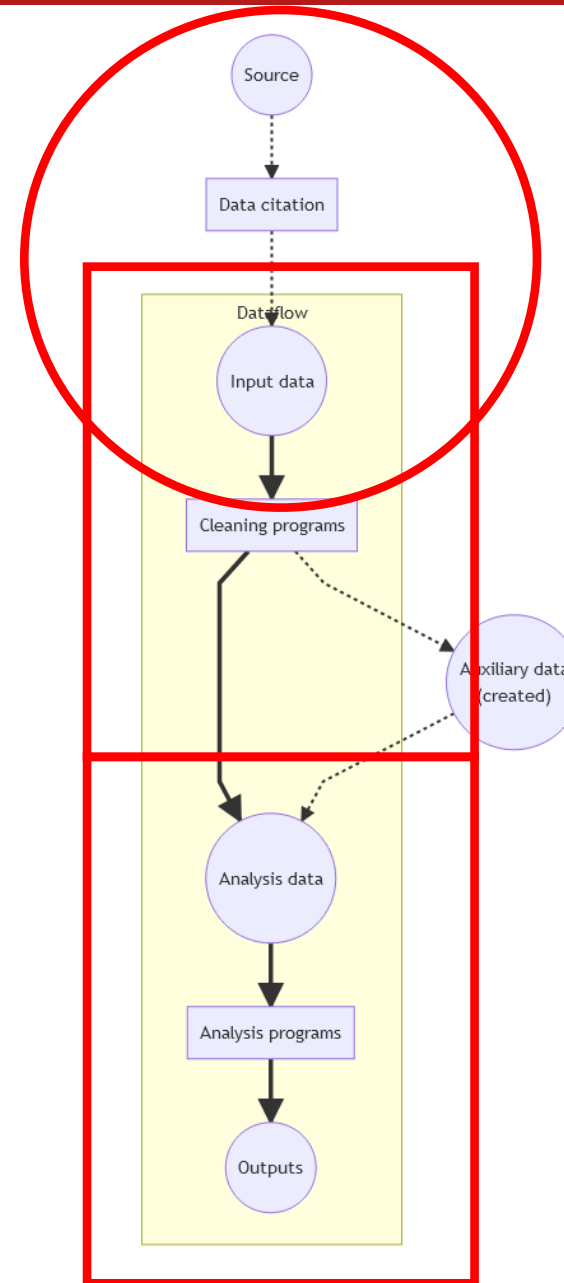 Source
Data citation
Dataflow
Input data
Cleaning programs
Auxiliary data
(created)
Analysis data
Analysis programs
Outputs